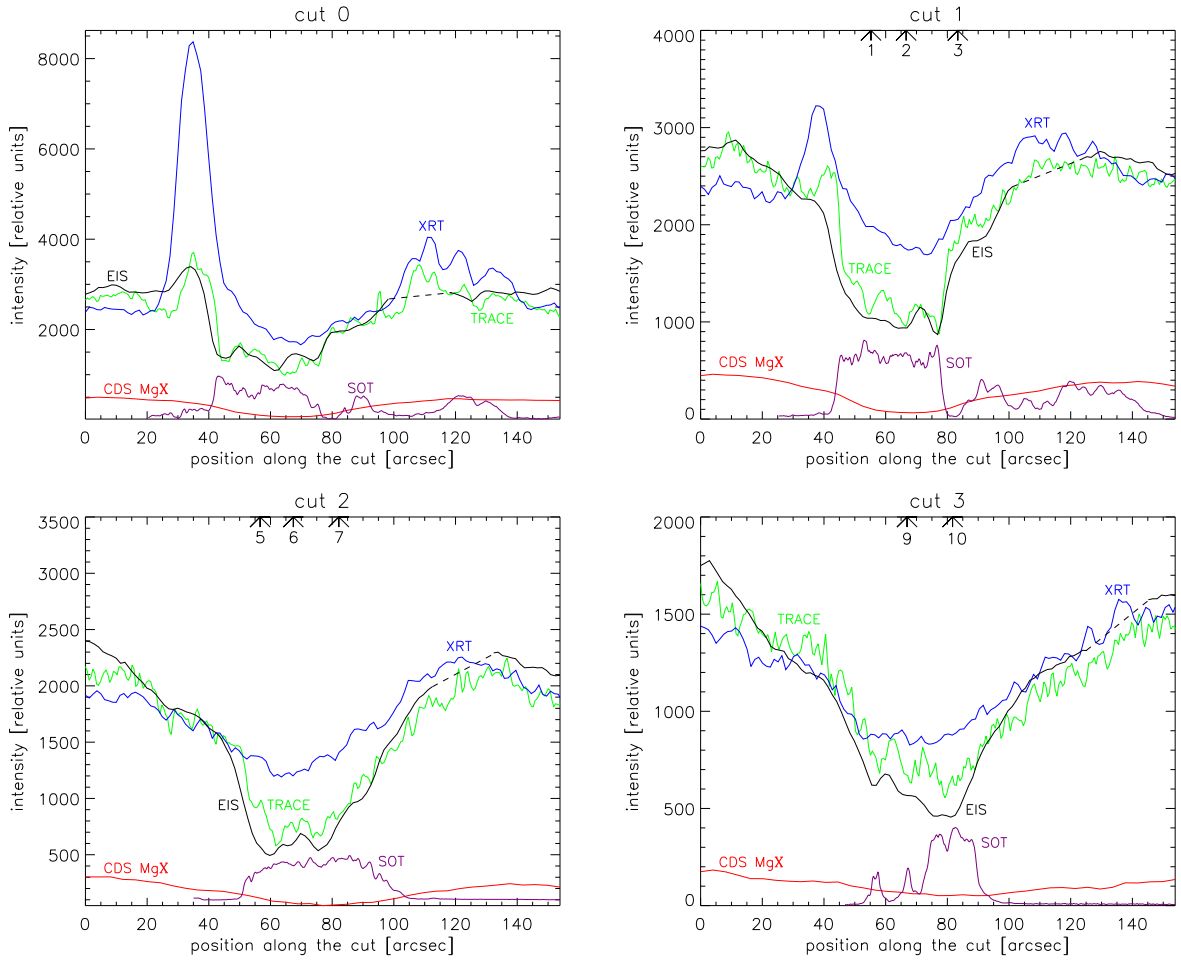 cut 0
intensity [relative units]
8000
6000
4000
2000
EIS
XRT
TRACE
CDS MgX
SOT
0 20 40 60 80 100 120 140
position along the cut [arcsec]
cut 1
1 2 3
intensity [relative units]
4000
3000
2000
1000
0
XRT
TRACE
EIS
CDS MgX
SOT
0 20 40 60 80 100 120 140
position along the cut [arcsec]
cut 2
5 6 7
intensity [relative units]
3500
3000
2500
2000
1500
1000
500
XRT
EIS
TRACE
CDS MgX
SOT
0 20 40 60 80 100 120 140
position along the cut [arcsec]
cut 3
9 10
intensity [relative units]
2000
1500
1000
500
0
XRT
TRACE
EIS
SOT
CDS MgX
0 20 40 60 80 100 120 140
position along the cut [arcsec]